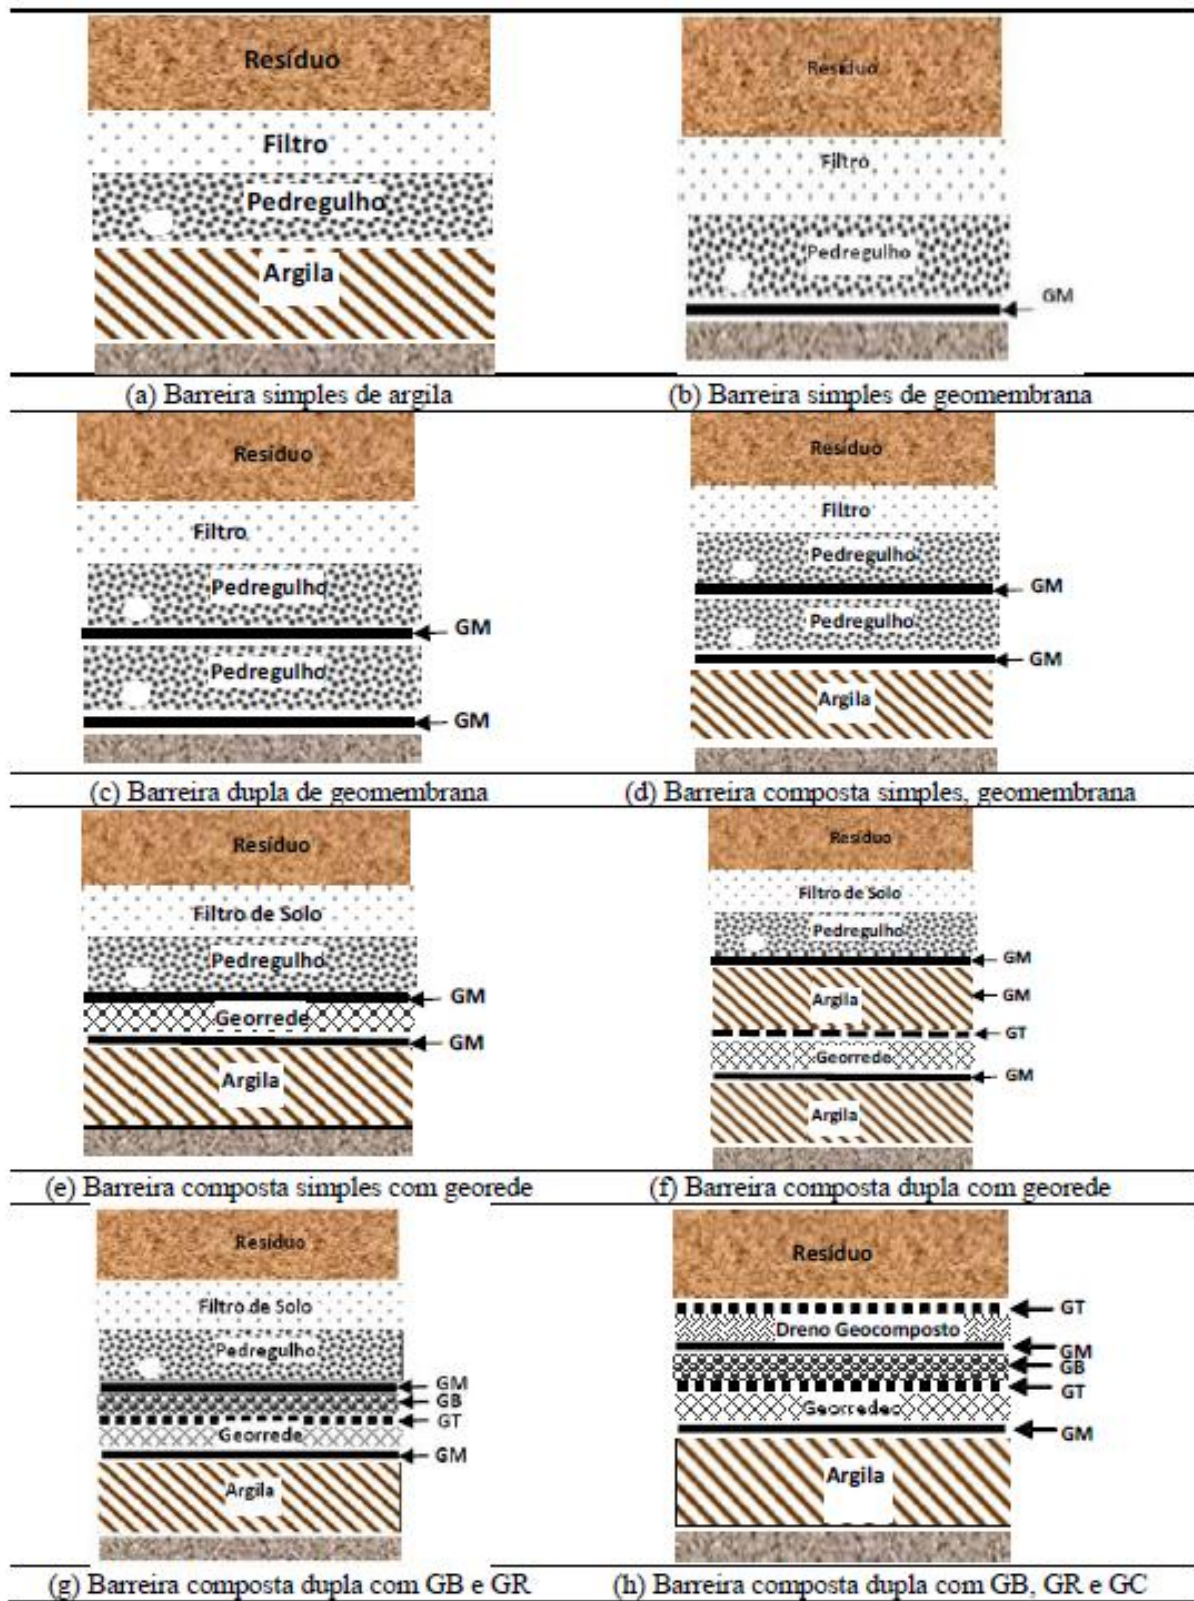 Resíduo
Filtro
Pedregulho
Argila
(a) Barreira simples de argila
Resíduo
Filtro
Pedregulho
GM
(b) Barreira simples de geomembrana
Resíduo
Filtro
Pedregulho
GM
Pedregulho
GM
(c) Barreira dupla de geomembrana
Resíduo
Filtro
Pedregulho
GM
Pedregulho
GM
Argila
(d) Barreira composta simples, geomembrana
Resíduo
Filtro de Solo
Pedregulho
GM
Georrede
GM
Argila
(e) Barreira composta simples com georede
Resíduo
Filtro de Solo
Pedregulho
GM
Argila
GM
GT
Georrede
GM
Argila
(f) Barreira composta dupla com georede
Resíduo
Filtro de Solo
Pedregulho
GM
GB
GT
Georrede
GM
Argila
(g) Barreira composta dupla com GB e GR
Resíduo
GT
Dreno Geocomposto
GM
GB
GT
Georredeo
GM
Argila
(h) Barreira composta dupla com GB, GR e GC